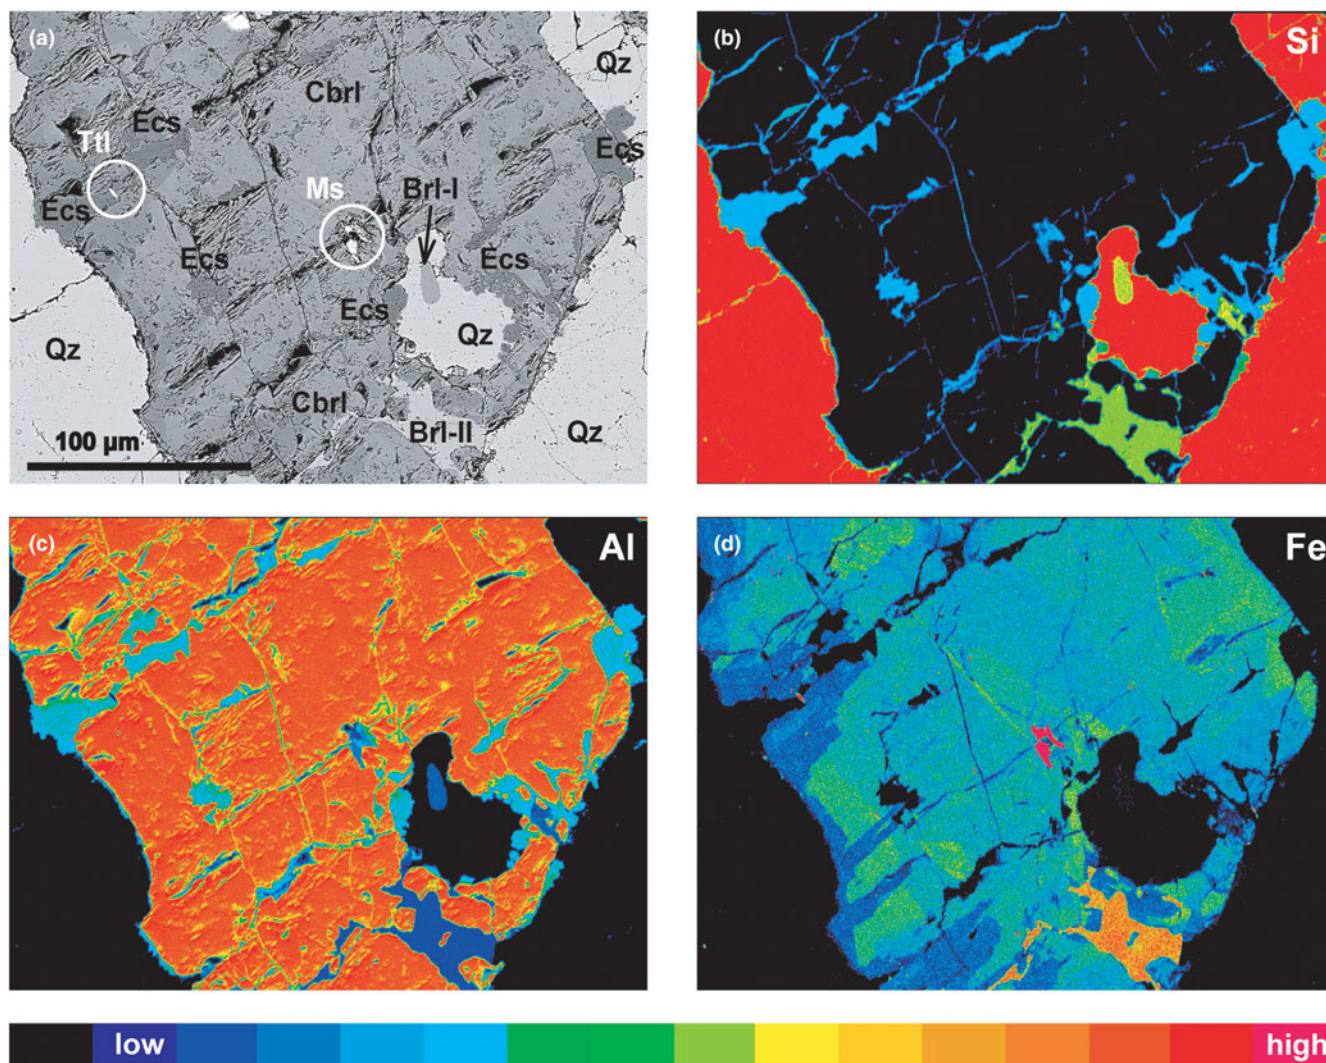 (a)
Cbrl
Qz
Ecs
Ttl
Ecs
Ms
Brl-I
Ecs
Ecs
Ecs
Ecs
Qz
Qz
Cbrl
Brl-II
Qz
100 µm
(b)
Si
(c)
Al
(d)
Fe
low
high